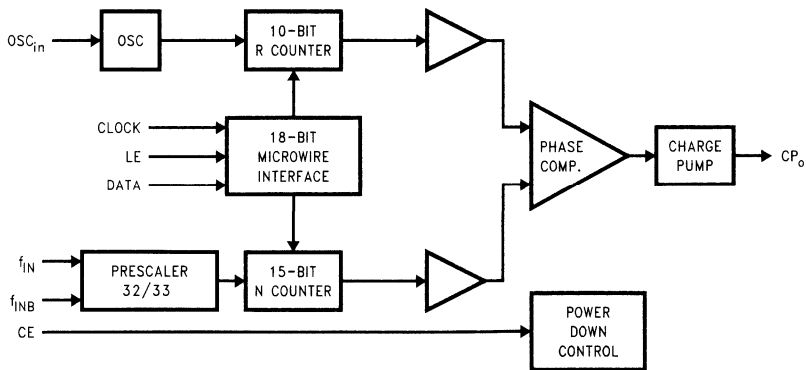 OSCin
OSC
10-BIT
R COUNTER
CLOCK
LE
DATA
18-BIT
MICROWIRE
INTERFACE
PHASE
COMP.
CHARGE
PUMP
CPo
fIN
fINB
PRESCALER
32/33
15-BIT
N COUNTER
CE
POWER
DOWN
CONTROL